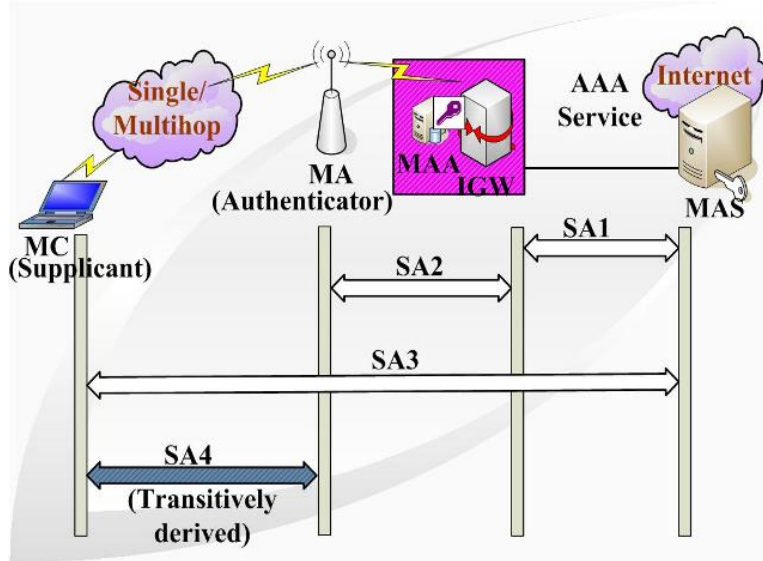 Single/
Multihop
MA
(Authenticator)
MAA
IGW
AAA
Service
Internet
MAS
MC
(Supplicant)
SA1
SA2
SA3
SA4
(Transitively
derived)